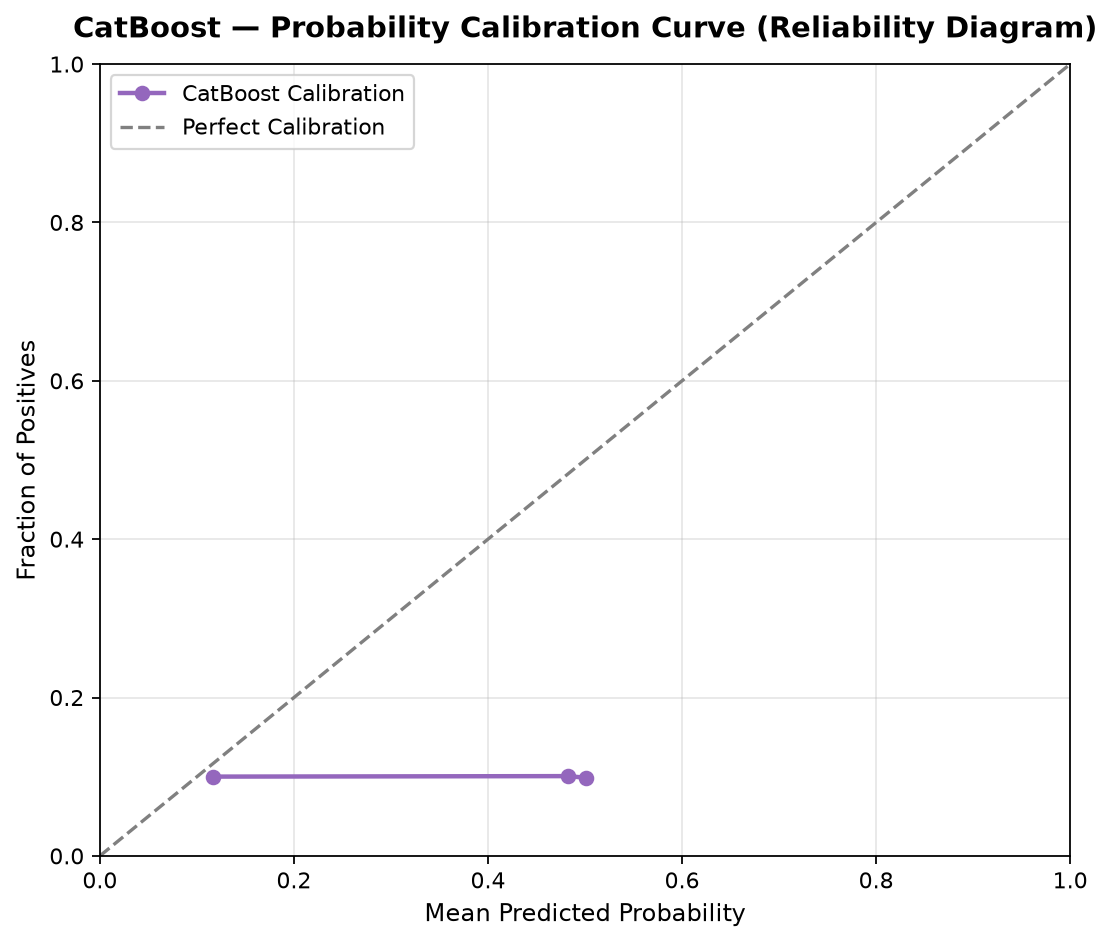 CatBoost — Probability Calibration Curve (Reliability Diagram)
CatBoost Calibration
Perfect Calibration
Fraction of Positives
1.0
0.8
0.6
0.4
0.2
0.0
0.0 0.2 0.4 0.6 0.8 1.0
Mean Predicted Probability